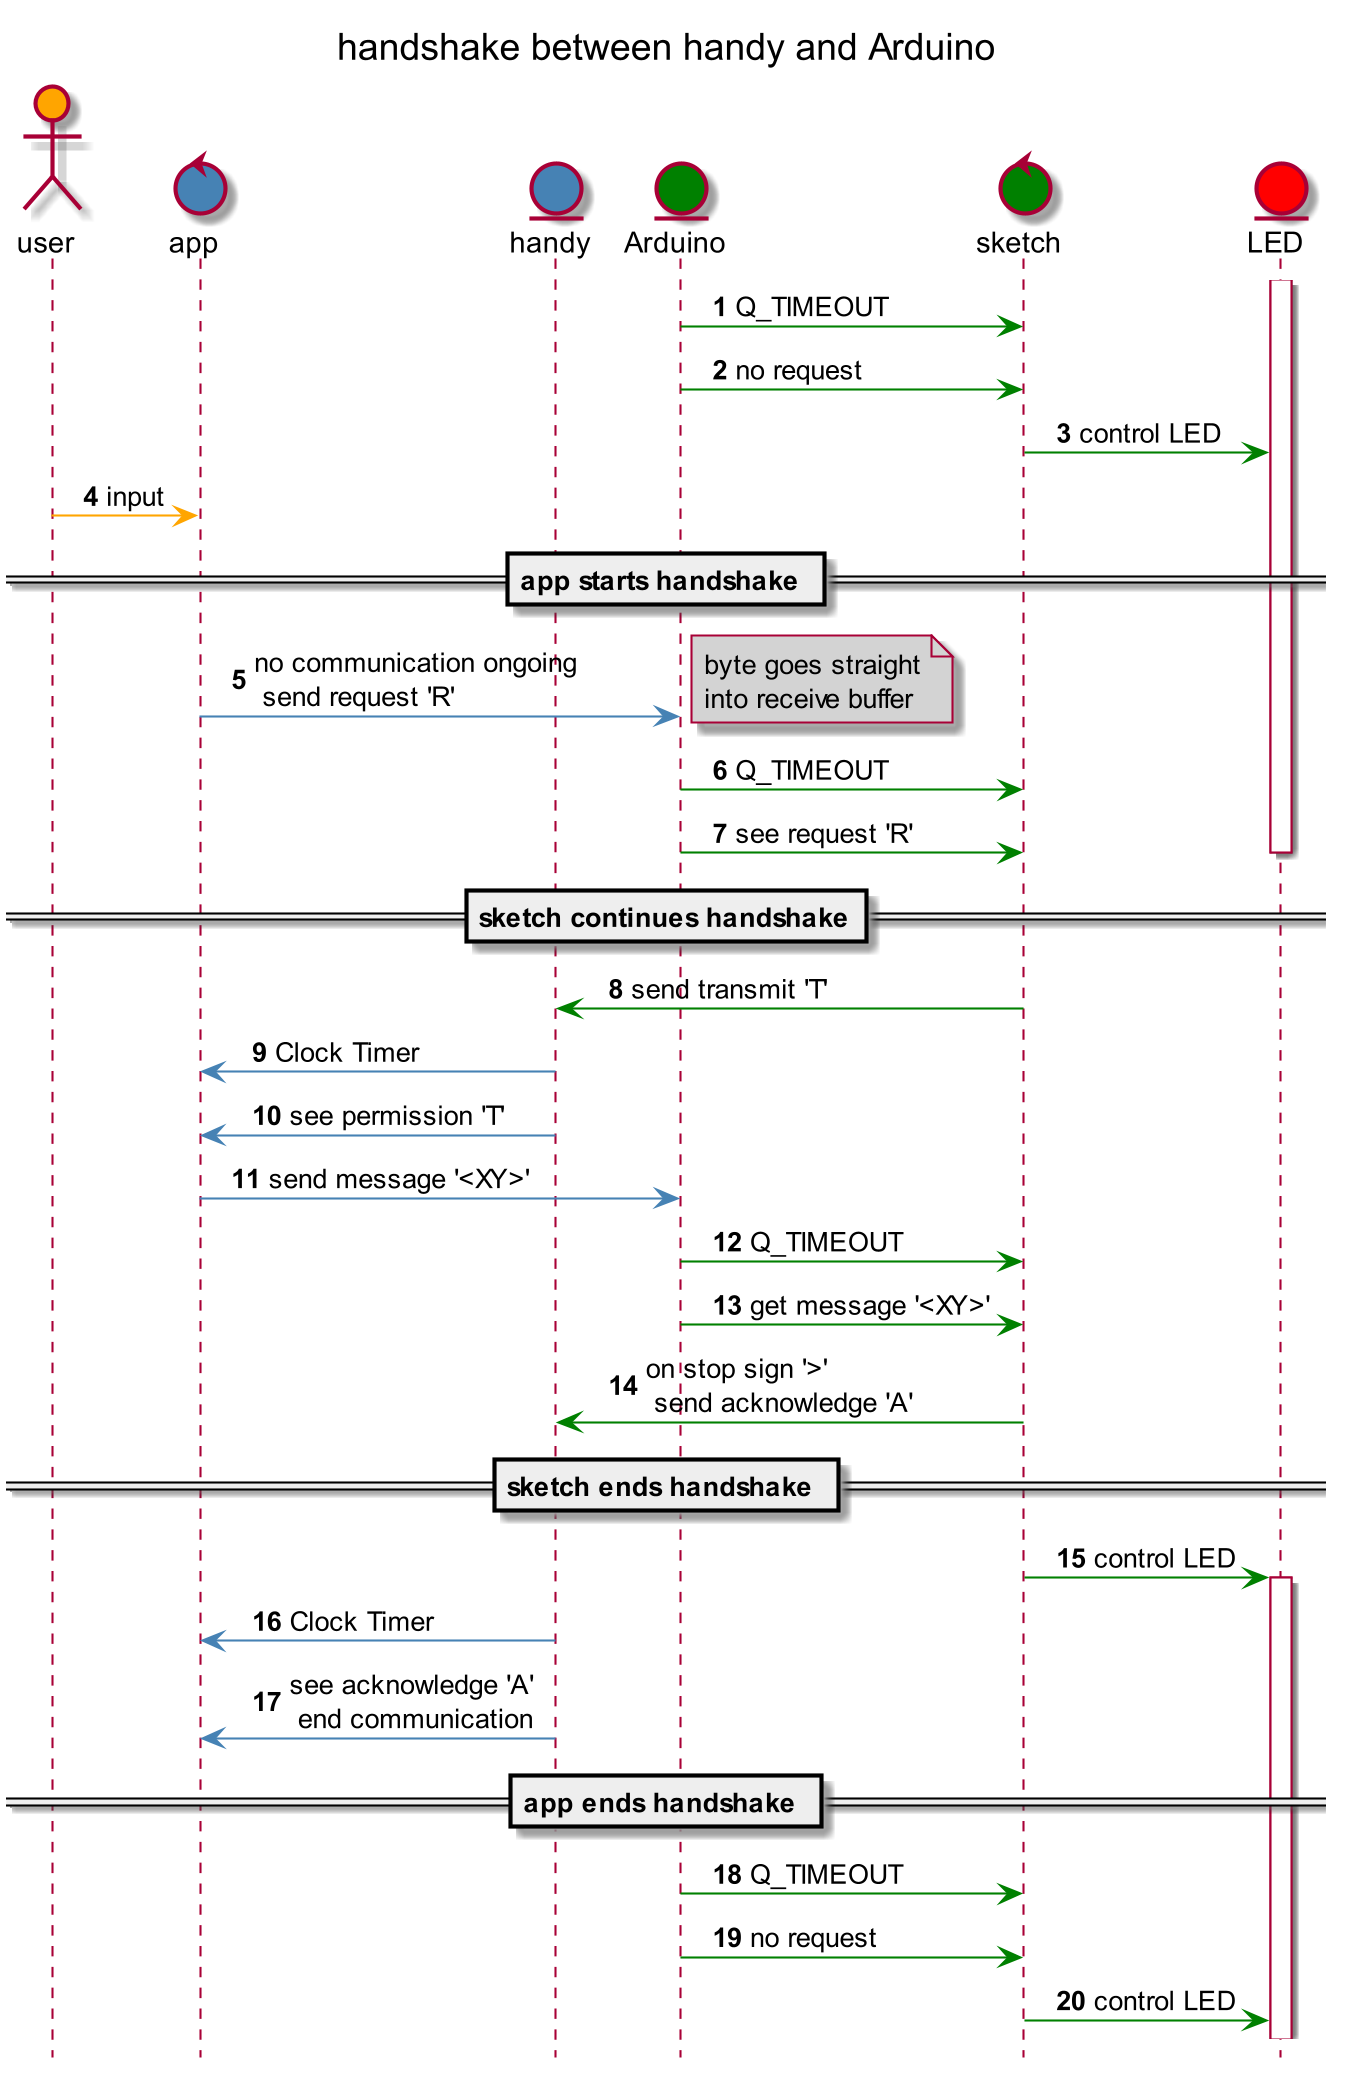 handshake between handy and Arduino
user
app
handy
Arduino
sketch
LED
1 Q_TIMEOUT
2 no request
3 control LED
4 input
app starts handshake
5 no communication ongoing
send request 'R'
byte goes straight
into receive buffer
6 Q_TIMEOUT
7 see request 'R'
sketch continues handshake
8 send transmit 'T'
9 Clock Timer
10 see permission 'T'
11 send message '<XY>'
12 Q_TIMEOUT
13 get message '<XY>'
14 on stop sign '>'
send acknowledge 'A'
sketch ends handshake
15 control LED
16 Clock Timer
17 see acknowledge 'A'
end communication
app ends handshake
18 Q_TIMEOUT
19 no request
20 control LED